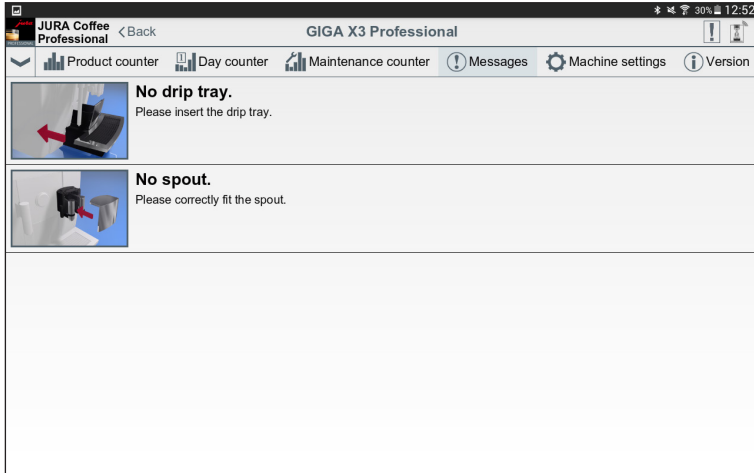 30% 12:52
JURA Coffee
Professional
Back
GIGA X3 Professional
Product counter
1
Day counter
Maintenance counter
Messages
Machine settings
Version
No drip tray.
Please insert the drip tray.
No spout.
Please correctly fit the spout.